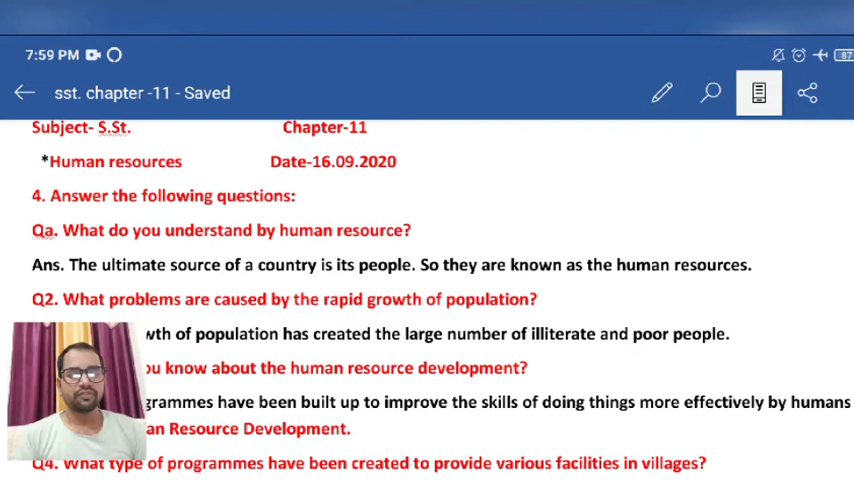 7:59 PM 87
sst. chapter -11 - Saved
Subject- S.St. Chapter-11
*Human resources Date-16.09.2020
4. Answer the following questions:
Qa. What do you understand by human resource?
Ans. The ultimate source of a country is its people. So they are known as the human resources.
Q2. What problems are caused by the rapid growth of population?
wth of population has created the large number of illiterate and poor people.
ou know about the human resource development?
grammes have been built up to improve the skills of doing things more effectively by humans
an Resource Development.
Q4. What type of programmes have been created to provide various facilities in villages?